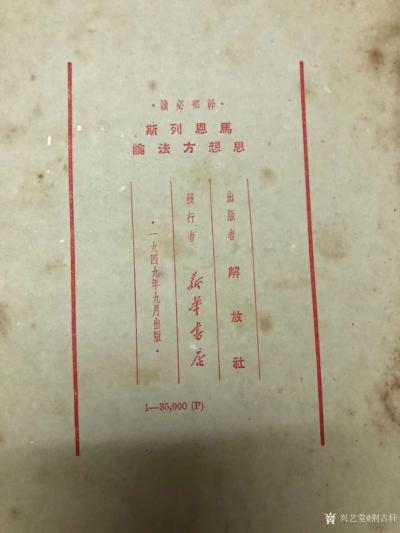 ·幹部必讀·
馬恩列斯
思想方法論
出版者 解放社
發行者 新華書店
·一九四九年九月出版·
1—35,000 (P)
兴艺堂@荆古轩